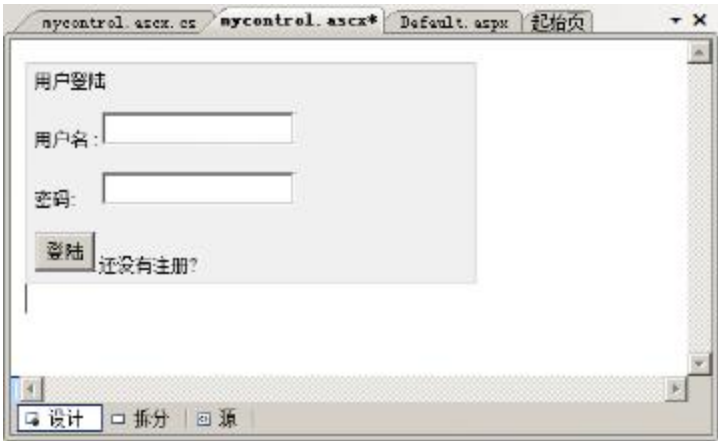 mycontrol.ascx.cs mycontrol.ascx* Default.aspx 起始页
用户登陆
用户名:
密码:
登陆 还没有注册?
设计 拆分 源